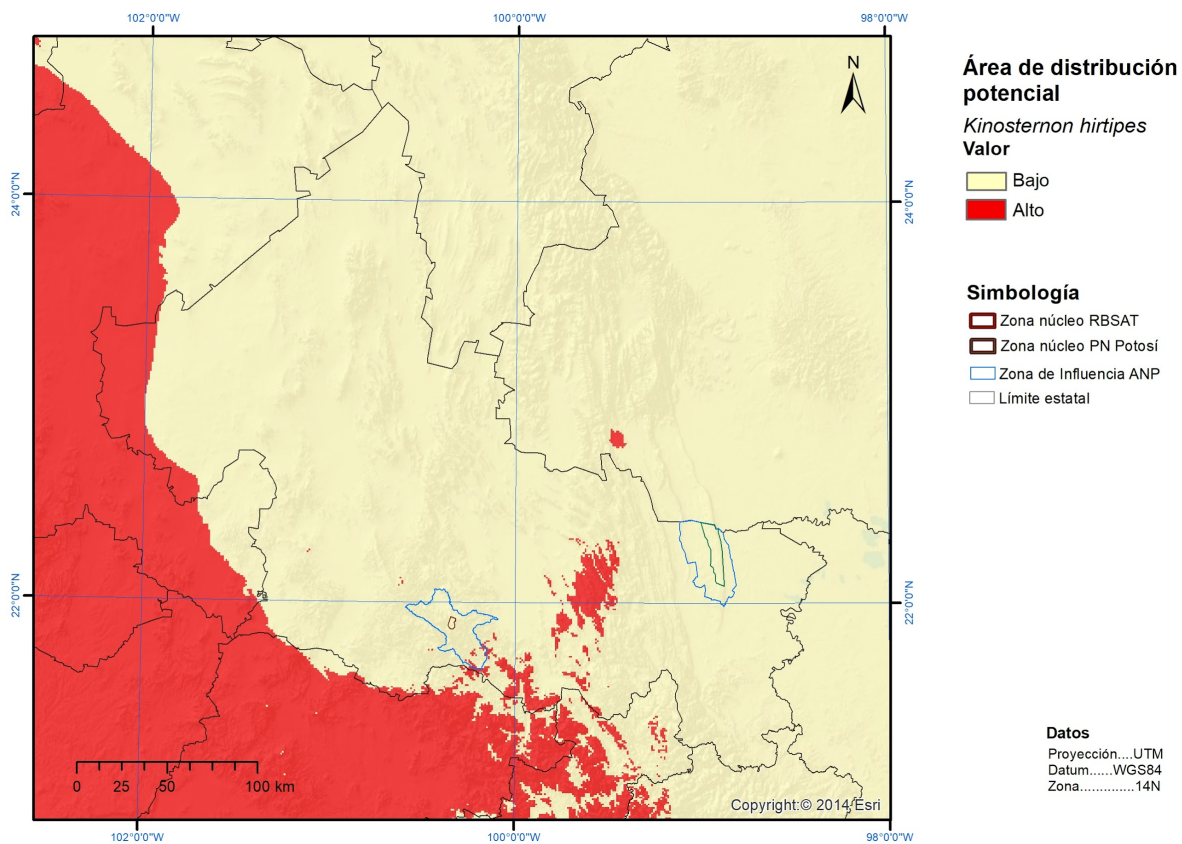 102°0'0"W
100°0'0"W
98°0'0"W
N
24°0'0"N
24°0'0"N
22°0'0"N
22°0'0"N
0 25 50 100 km
Copyright:© 2014 Esri
102°0'0"W
100°0'0"W
98°0'0"W
Área de distribución
potencial
Kinosternon hirtipes
Valor
Bajo
Alto
Simbología
Zona núcleo RBSAT
Zona núcleo PN Potosí
Zona de Influencia ANP
Límite estatal
Datos
Proyección....UTM
Datum......WGS84
Zona.............14N